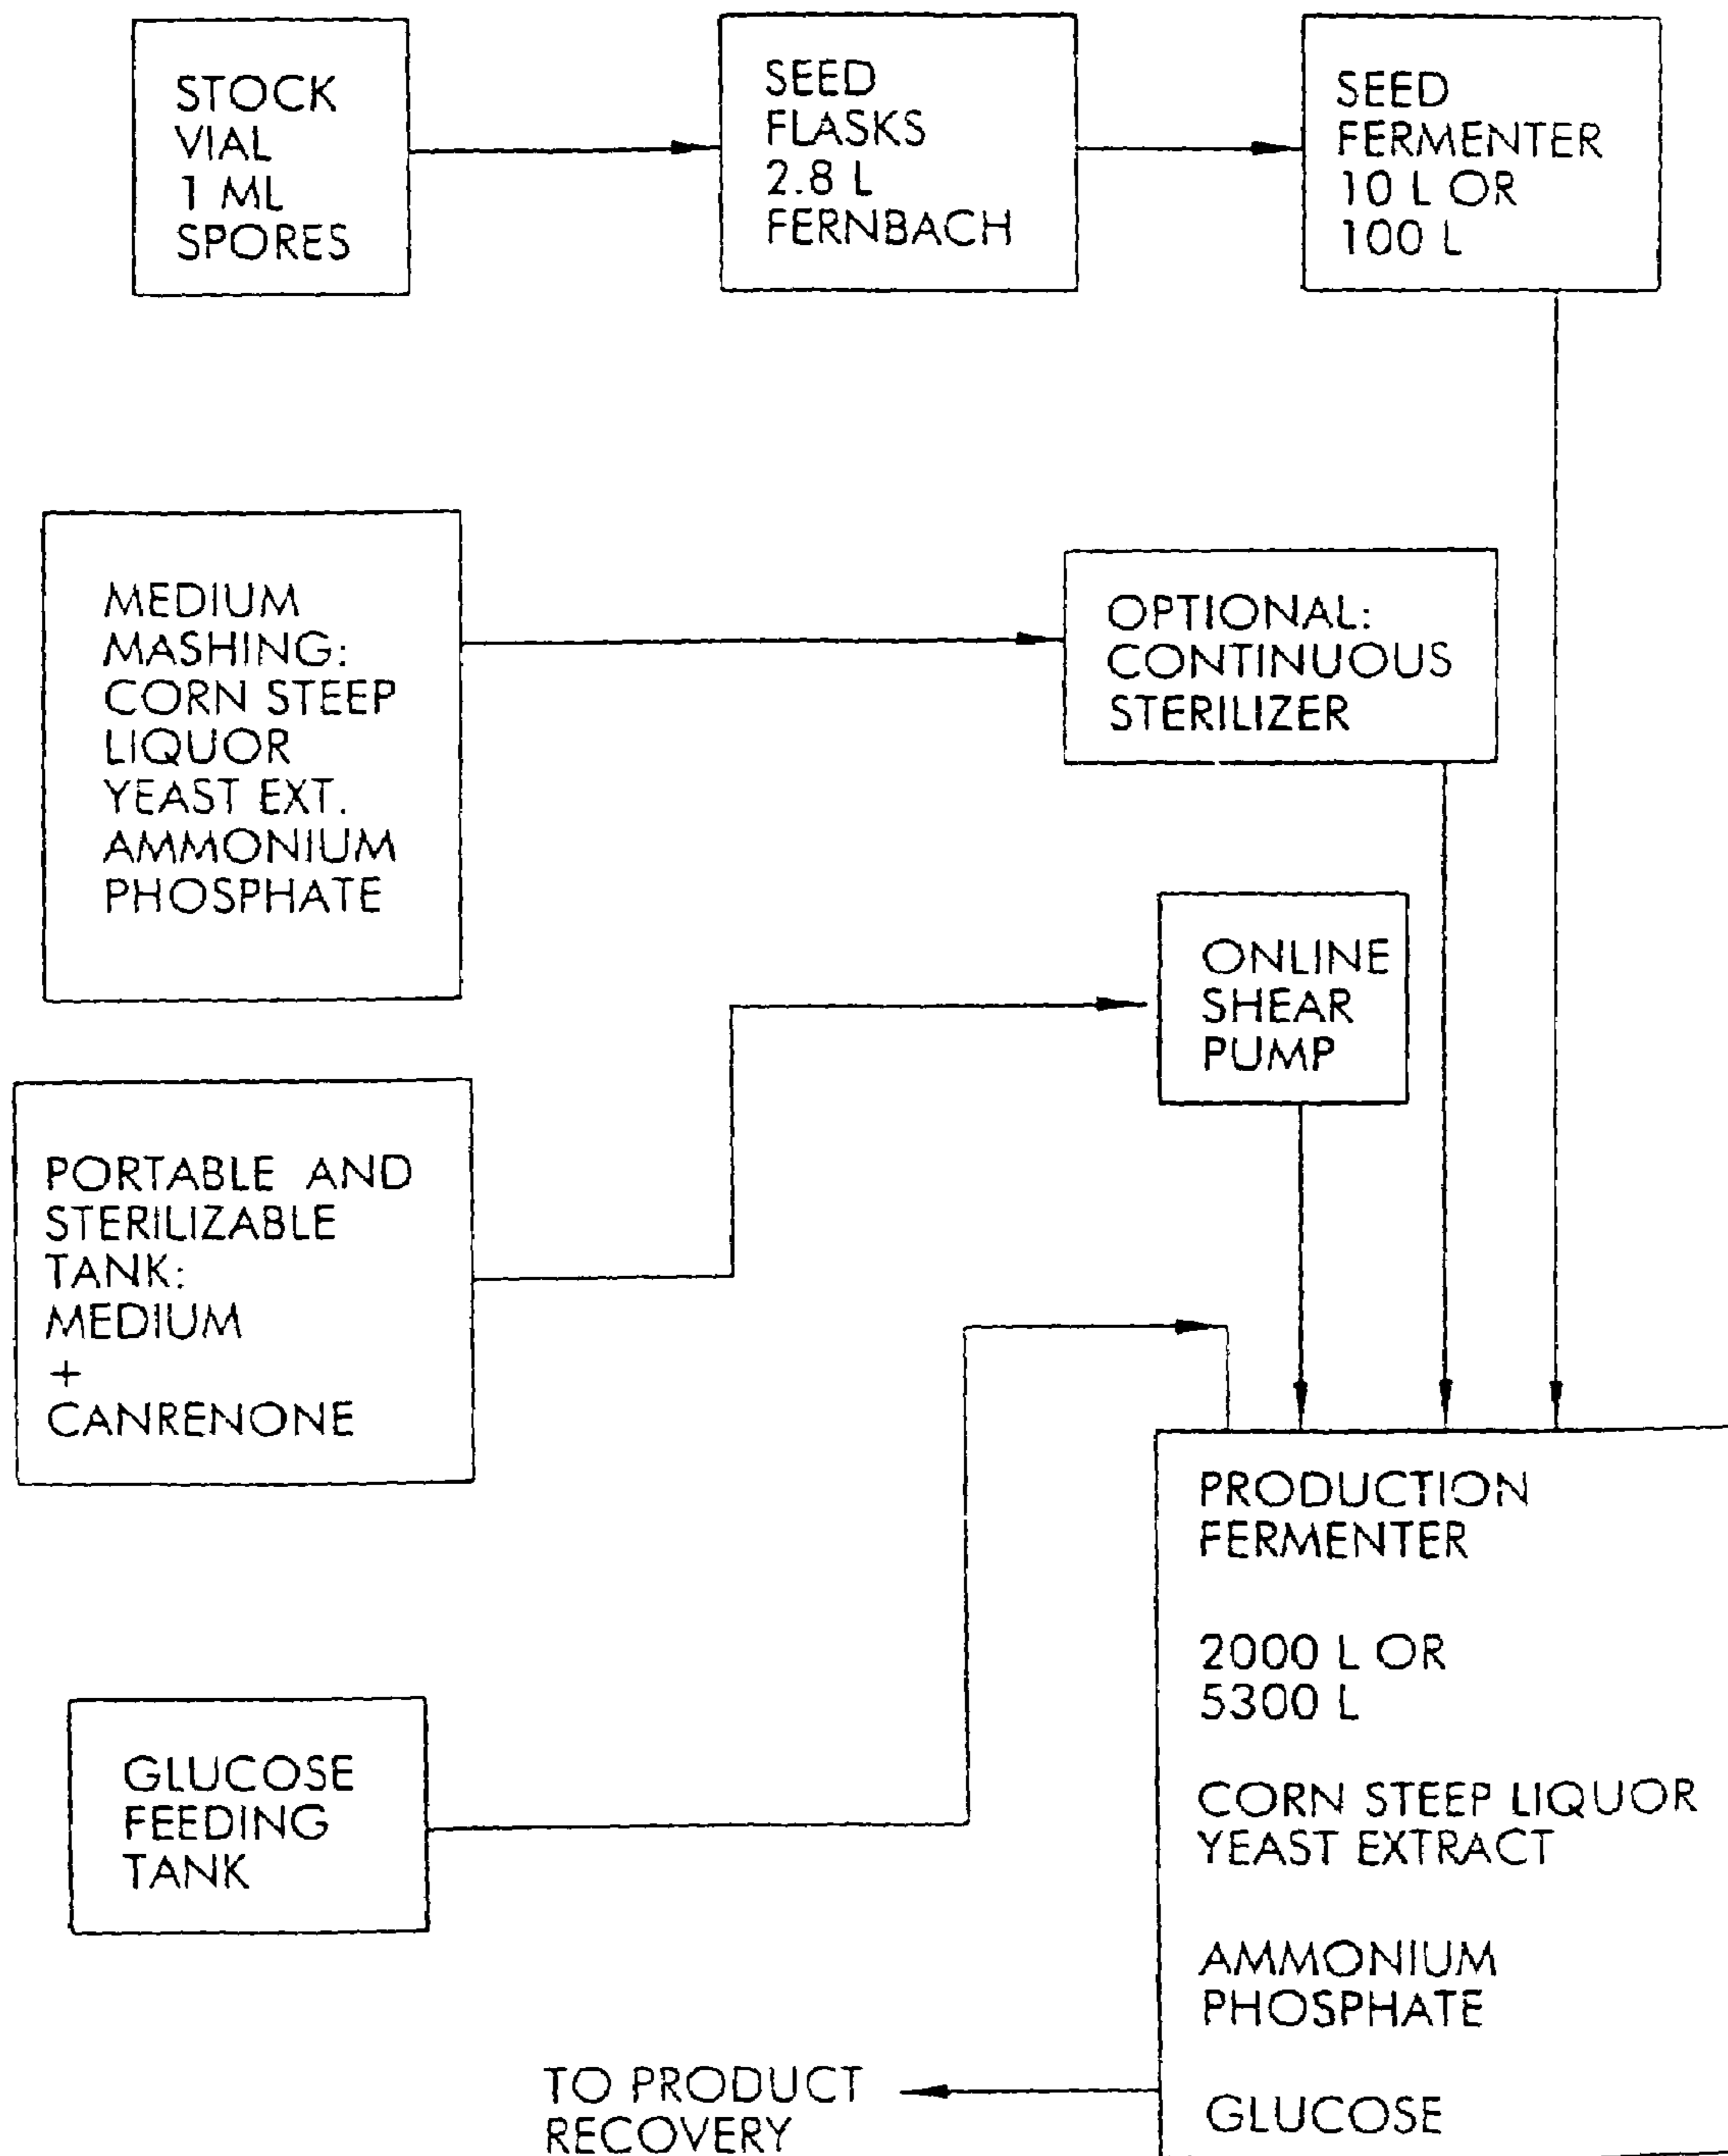 STOCK
VIAL
1 ML
SPORES
SEED
FLASKS
2.8 L
FERNBACH
SEED
FERMENTER
10 L OR
100 L
MEDIUM
MASHING:
CORN STEEP
LIQUOR
YEAST EXT.
AMMONIUM
PHOSPHATE
OPTIONAL:
CONTINUOUS
STERILIZER
ONLINE
SHEAR
PUMP
PORTABLE AND
STERILIZABLE
TANK:
MEDIUM
+
CANRENONE
GLUCOSE
FEEDING
TANK
PRODUCTION
FERMENTER
2000 L OR
5300 L
CORN STEEP LIQUOR
YEAST EXTRACT
AMMONIUM
PHOSPHATE
GLUCOSE
TO PRODUCT
RECOVERY